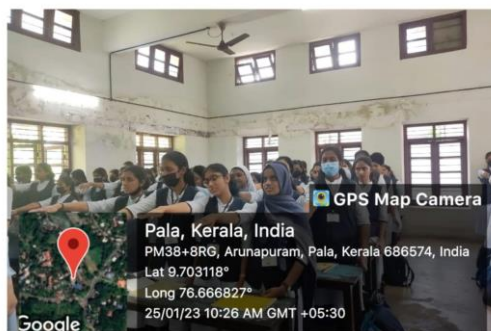 GPS Map Camera
Pala, Kerala, India
PM38+8RG, Arunapuram, Pala, Kerala 686574, India
Lat 9.703118°
Long 76.666827°
25/01/23 10:26 AM GMT +05:30
Google